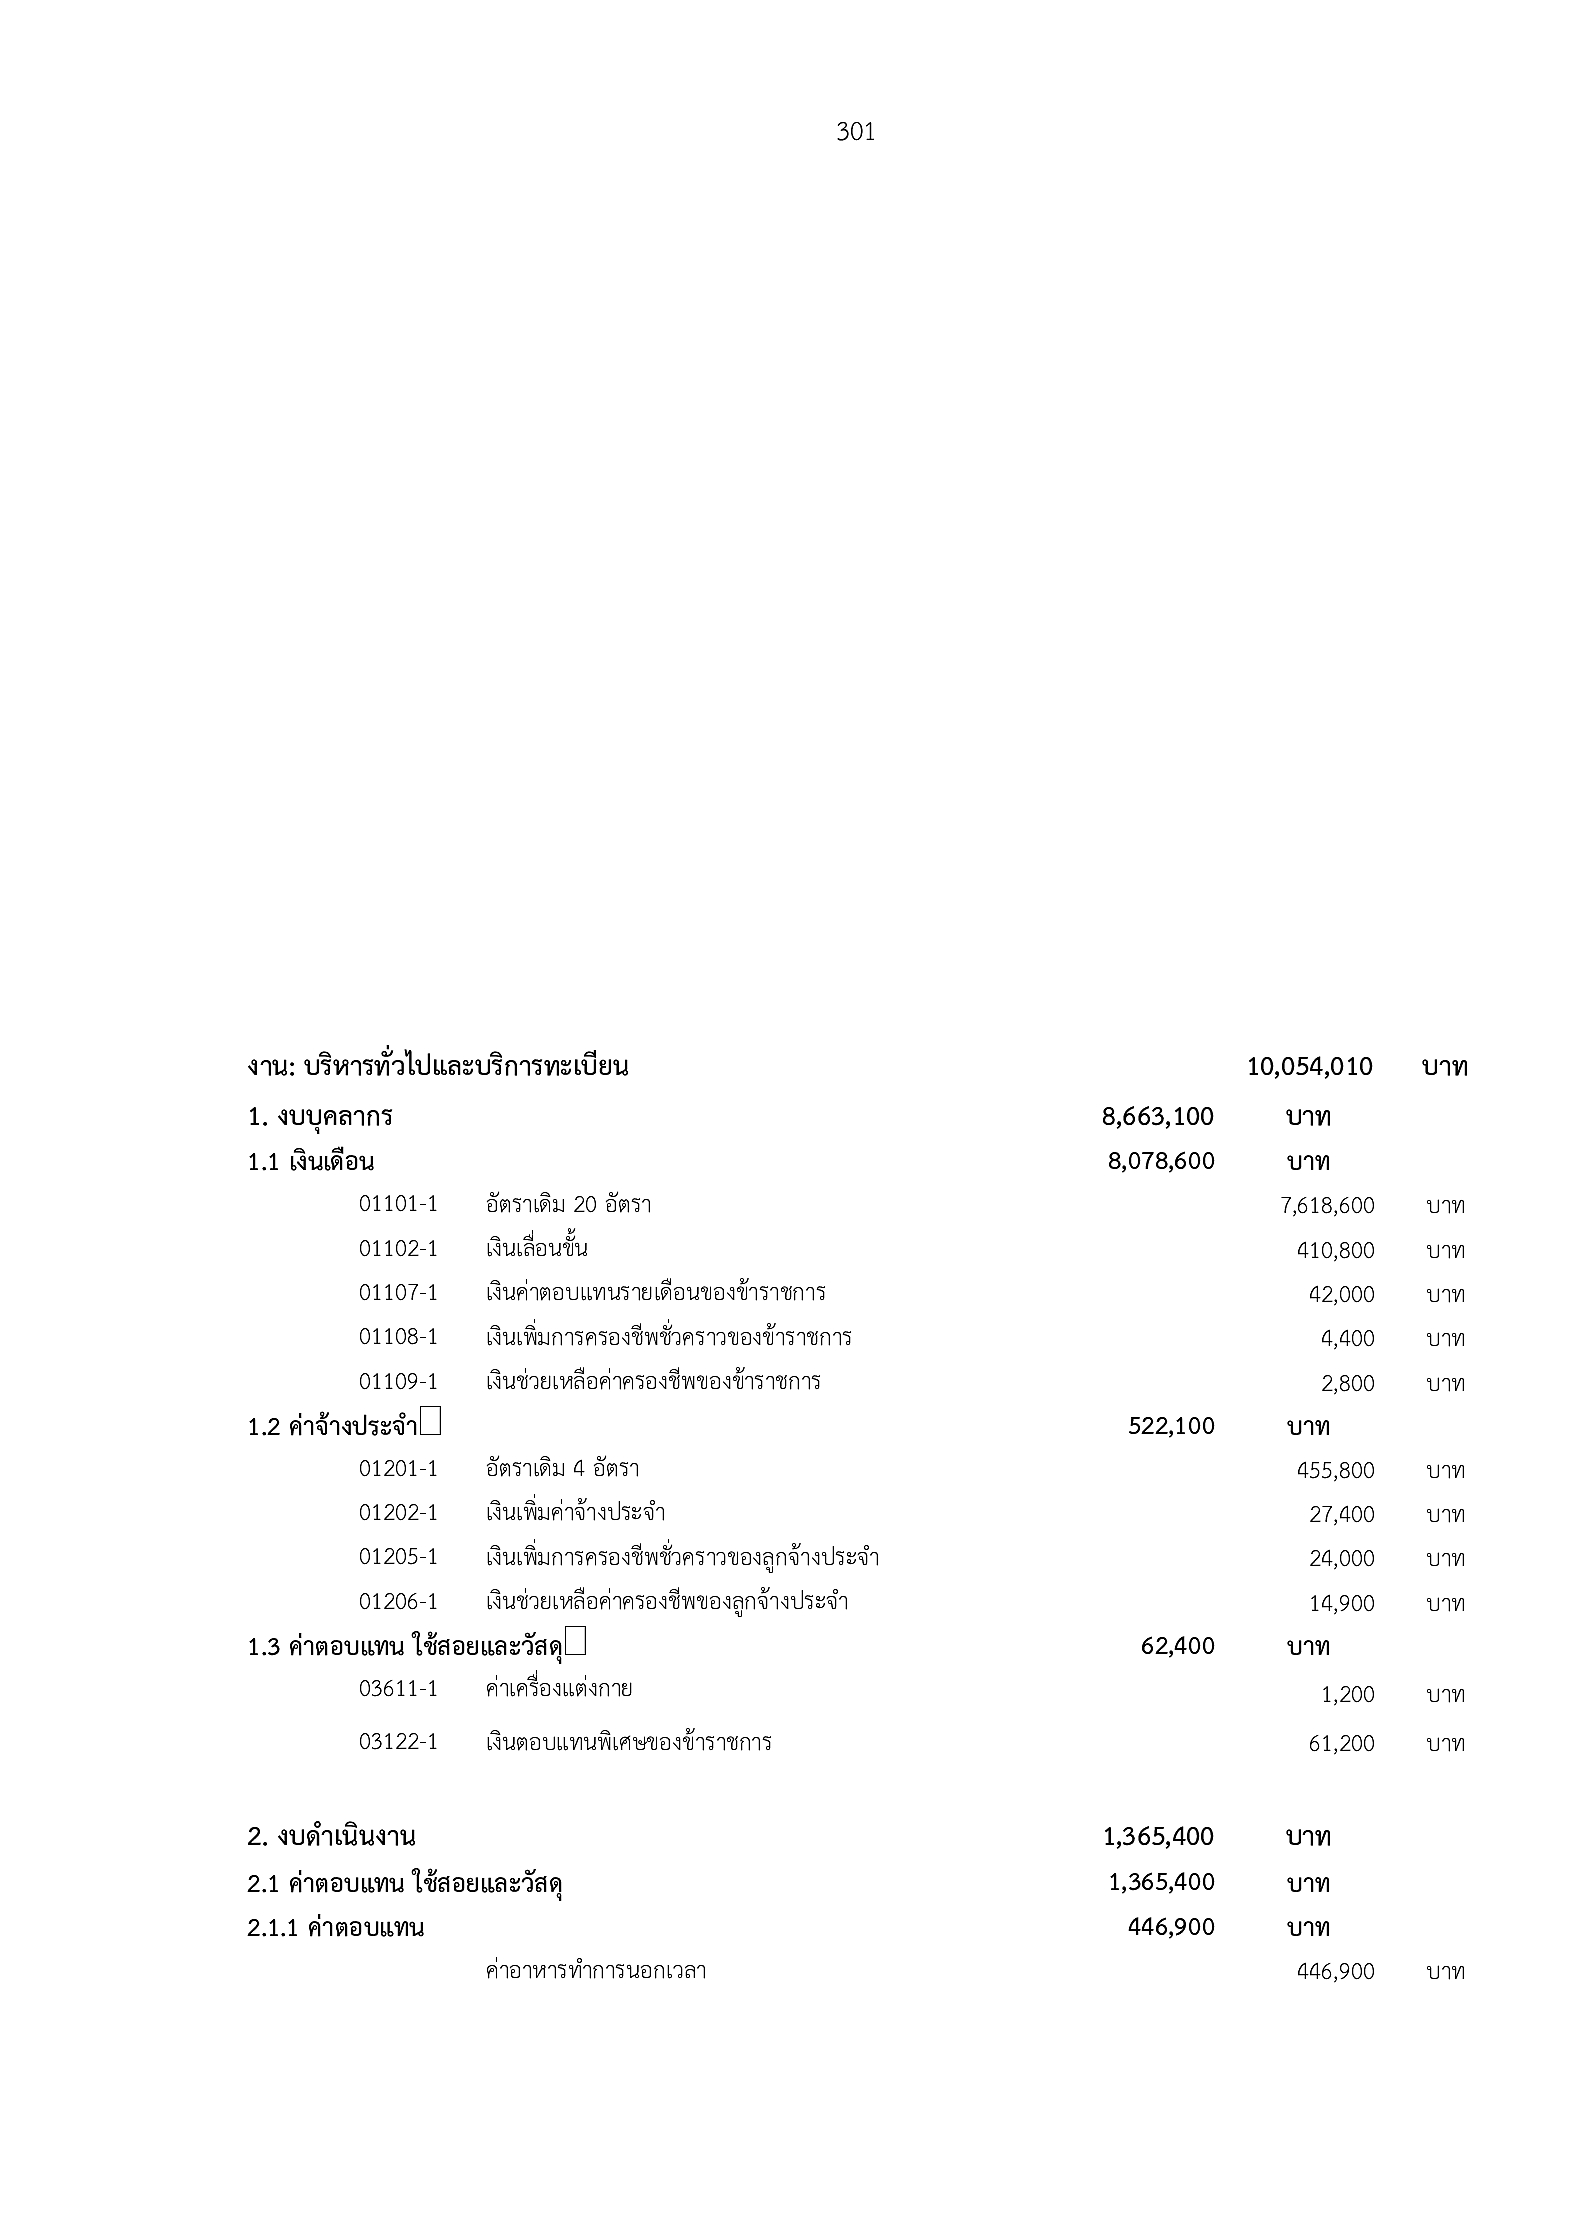 301
งาน: บริหารทั่วไปและบริการทะเบียน 10,054,010 บาท
1. งบบุคลากร 8,663,100 บาท
1.1 เงินเดือน 8,078,600 บาท
01101-1 อัตราเดิม 20 อัตรา 7,618,600 บาท
01102-1 เงินเลื่อนขั้น 410,800 บาท
01107-1 เงินค่าตอบแทนรายเดือนของข้าราชการ 42,000 บาท
01108-1 เงินเพิ่มการครองชีพชั่วคราวของข้าราชการ 4,400 บาท
01109-1 เงินช่วยเหลือค่าครองชีพของข้าราชการ 2,800 บาท
1.2 ค่าจ้างประจำ 522,100 บาท
01201-1 อัตราเดิม 4 อัตรา 455,800 บาท
01202-1 เงินเพิ่มค่าจ้างประจำ 27,400 บาท
01205-1 เงินเพิ่มการครองชีพชั่วคราวของลูกจ้างประจำ 24,000 บาท
01206-1 เงินช่วยเหลือค่าครองชีพของลูกจ้างประจำ 14,900 บาท
1.3 ค่าตอบแทน ใช้สอยและวัสดุ 62,400 บาท
03611-1 ค่าเครื่องแต่งกาย 1,200 บาท
03122-1 เงินตอบแทนพิเศษของข้าราชการ 61,200 บาท
2. งบดำเนินงาน 1,365,400 บาท
2.1 ค่าตอบแทน ใช้สอยและวัสดุ 1,365,400 บาท
2.1.1 ค่าตอบแทน 446,900 บาท
ค่าอาหารทำการนอกเวลา 446,900 บาท